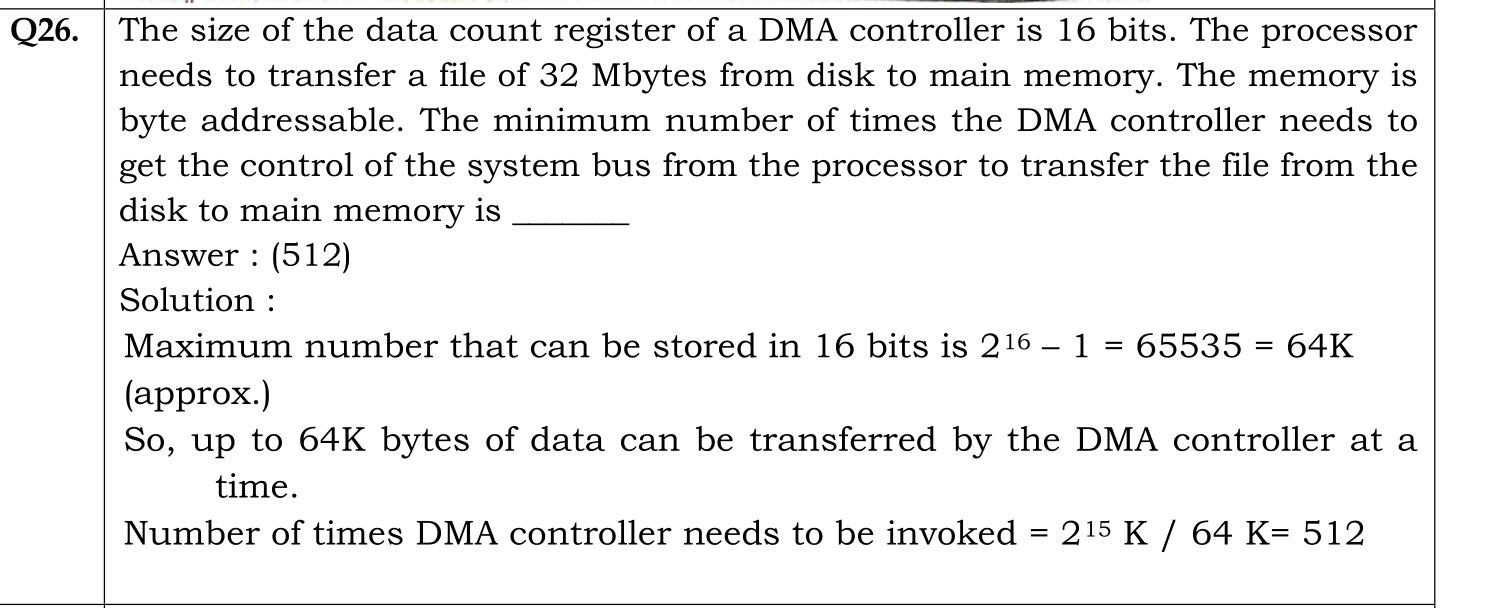 Q26. The size of the data count register of a DMA controller is 16 bits. The processor
needs to transfer a file of 32 Mbytes from disk to main memory. The memory is
byte addressable. The minimum number of times the DMA controller needs to
get the control of the system bus from the processor to transfer the file from the
disk to main memory is _______
Answer : (512)
Solution :
Maximum number that can be stored in 16 bits is 2¹⁶ – 1 = 65535 = 64K
(approx.)
So, up to 64K bytes of data can be transferred by the DMA controller at a
time.
Number of times DMA controller needs to be invoked = 2¹⁵ K / 64 K= 512